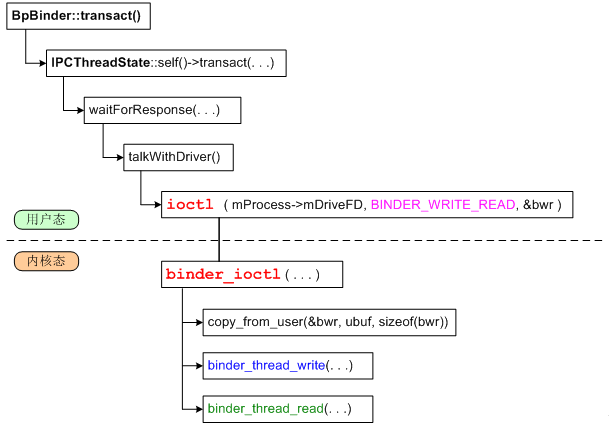 BpBinder::transact()
IPCThreadState::self()->transact(. . .)
waitForResponse(. . .)
talkWithDriver()
ioctl ( mProcess->mDriveFD, BINDER_WRITE_READ, &bwr )
用户态
内核态
binder_ioctl(. . .)
copy_from_user(&bwr, ubuf, sizeof(bwr))
binder_thread_write(. . .)
binder_thread_read(. . .)